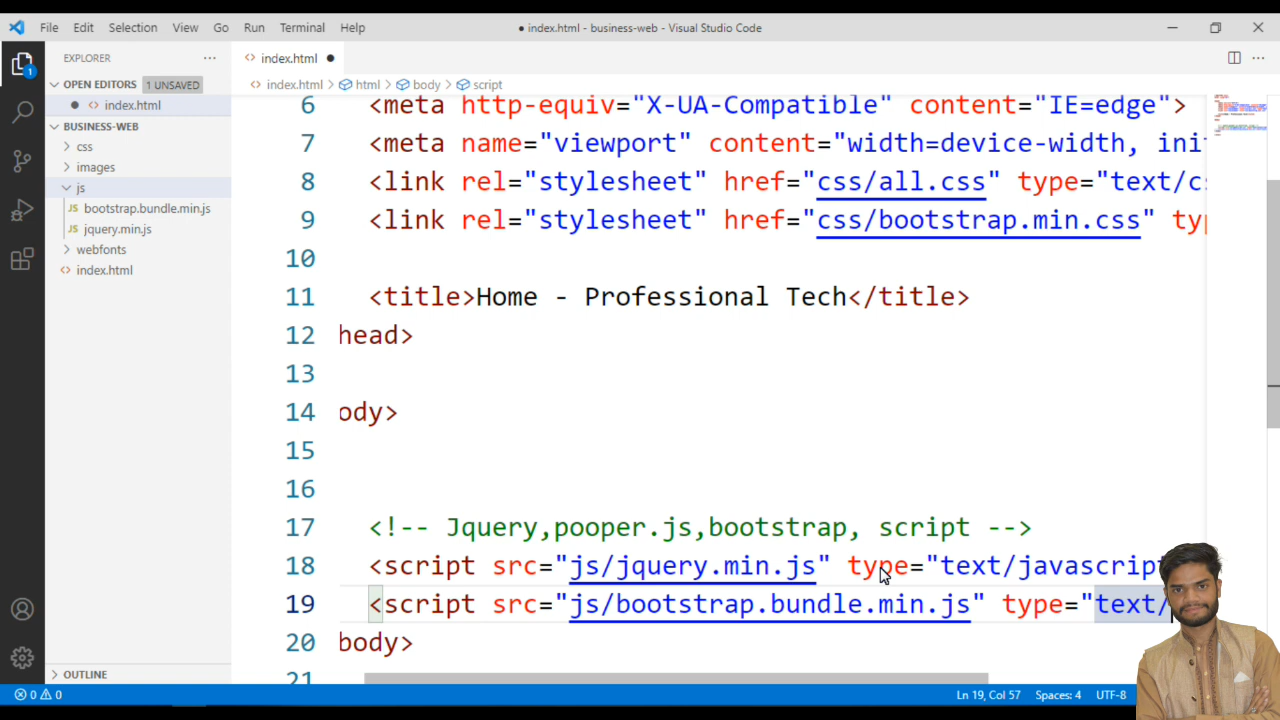 File Edit Selection View Go Run Terminal Help ● index.html - business-web - Visual Studio Code
EXPLORER ··· <> index.html ●
OPEN EDITORS 1 UNSAVED
<> index.html > html > body > script
● <> index.html
BUSINESS-WEB
css
images
js
JS bootstrap.bundle.min.js
JS jquery.min.js
webfonts
<> index.html
OUTLINE
1
6 <meta http-equiv="X-UA-Compatible" content="IE=edge">
7 <meta name="viewport" content="width=device-width, ini
8 <link rel="stylesheet" href="css/all.css" type="text/cs
9 <link rel="stylesheet" href="css/bootstrap.min.css" typ
10
11 <title>Home - Professional Tech</title>
12 head>
13
14 ody>
15
16
17 <!-- Jquery,pooper.js,bootstrap, script -->
18 <script src="js/jquery.min.js" type="text/javascript
19 <script src="js/bootstrap.bundle.min.js" type="text/
20 body>
21
0 0 Ln 19, Col 57 Spaces: 4 UTF-8